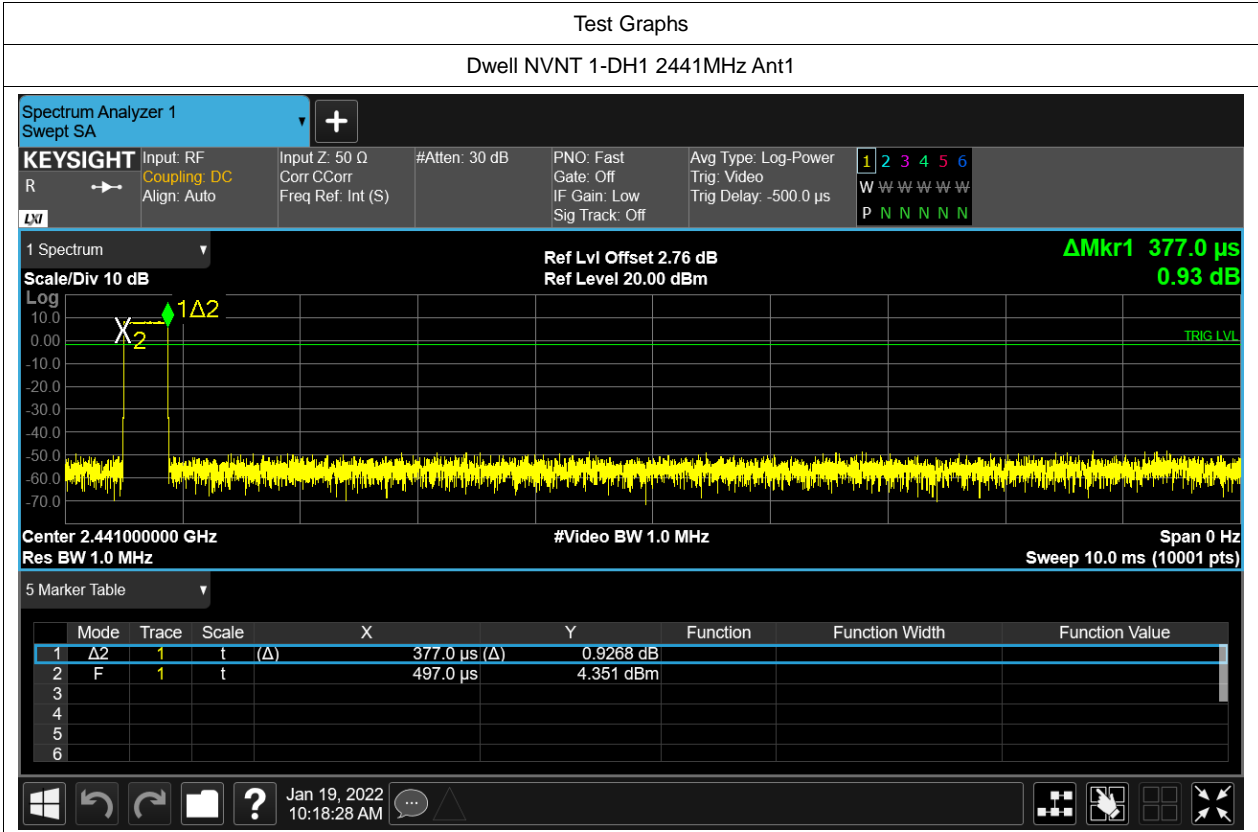 Test Graphs
Dwell NVNT 1-DH1 2441MHz Ant1
Spectrum Analyzer 1
Swept SA
KEYSIGHT
R
LXI
Input: RF
Coupling: DC
Align: Auto
Input Z: 50 Ω
Corr CCorr
Freq Ref: Int (S)
#Atten: 30 dB
PNO: Fast
Gate: Off
IF Gain: Low
Sig Track: Off
Avg Type: Log-Power
Trig: Video
Trig Delay: -500.0 µs
1 2 3 4 5 6
W W W W W W
P N N N N N
1 Spectrum
Scale/Div 10 dB
Ref Lvl Offset 2.76 dB
Ref Level 20.00 dBm
ΔMkr1 377.0 µs
0.93 dB
Log
10.0
0.00
-10.0
-20.0
-30.0
-40.0
-50.0
-60.0
-70.0
1Δ2
X2
TRIG LVL
Center 2.441000000 GHz
#Video BW 1.0 MHz
Span 0 Hz
Res BW 1.0 MHz
Sweep 10.0 ms (10001 pts)
5 Marker Table
Mode Trace Scale X Y Function Function Width Function Value
1 Δ2 1 t (Δ) 377.0 µs (Δ) 0.9268 dB
2 F 1 t 497.0 µs 4.351 dBm
3
4
5
6
?
Jan 19, 2022
10:18:28 AM